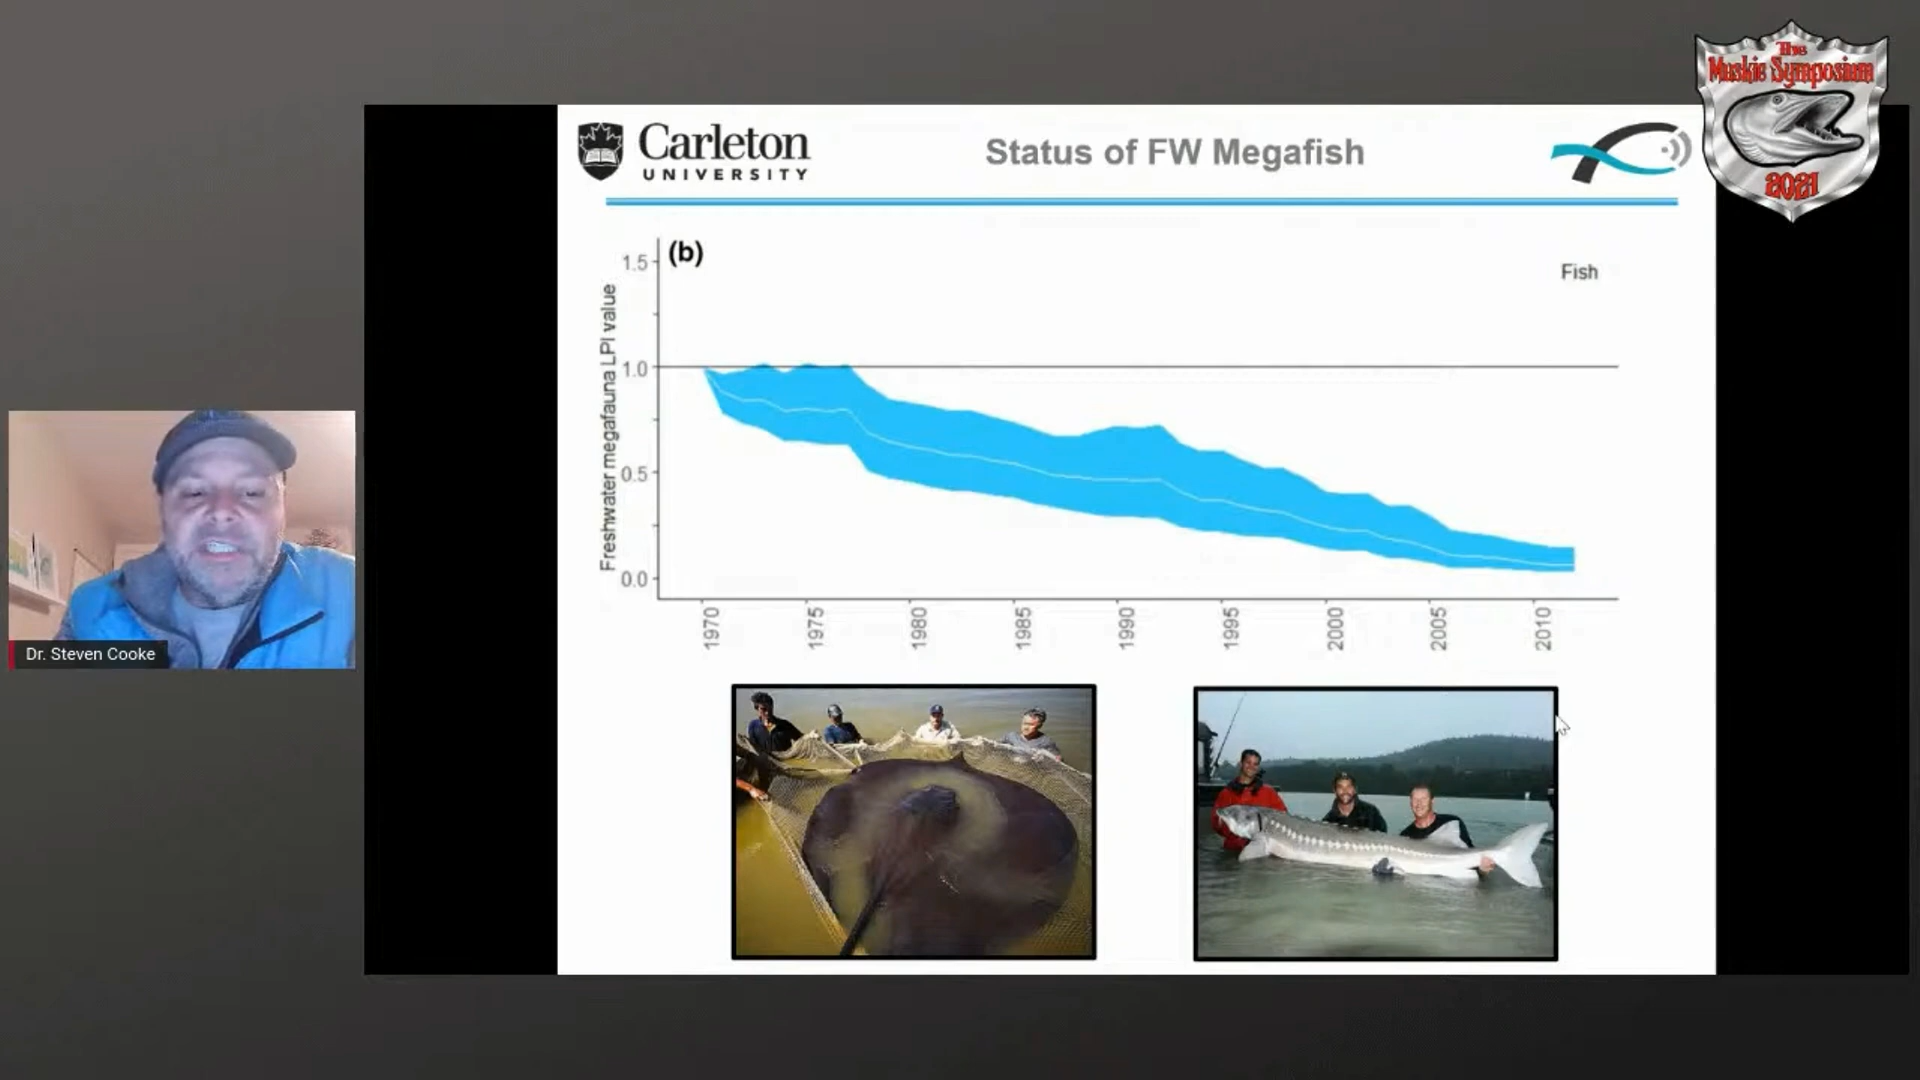 The
Muskie Symposium
2021
Carleton
UNIVERSITY
Status of FW Megafish
(b)
Fish
Freshwater megafauna LPI value
1.5
1.0
0.5
0.0
1970
1975
1980
1985
1990
1995
2000
2005
2010
Dr. Steven Cooke